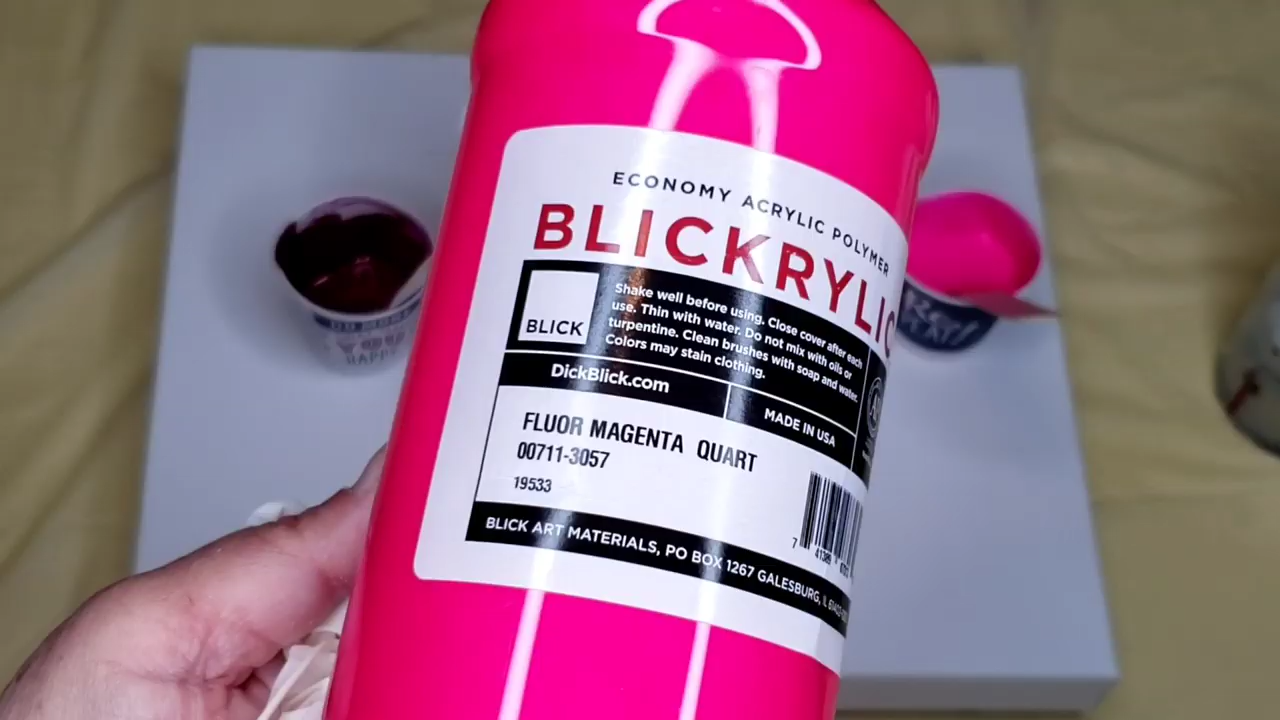 ECONOMY ACRYLIC POLYMER
BLICKRYLIC
BLICK
Shake well before using. Close cover after each
use. Thin with water. Do not mix with oils or
turpentine. Clean brushes with soap and water.
Colors may stain clothing.
DickBlick.com
MADE IN USA
FLUOR MAGENTA QUART
00711-3057
19533
BLICK ART MATERIALS, PO BOX 1267 GALESBURG, IL
HAPPY